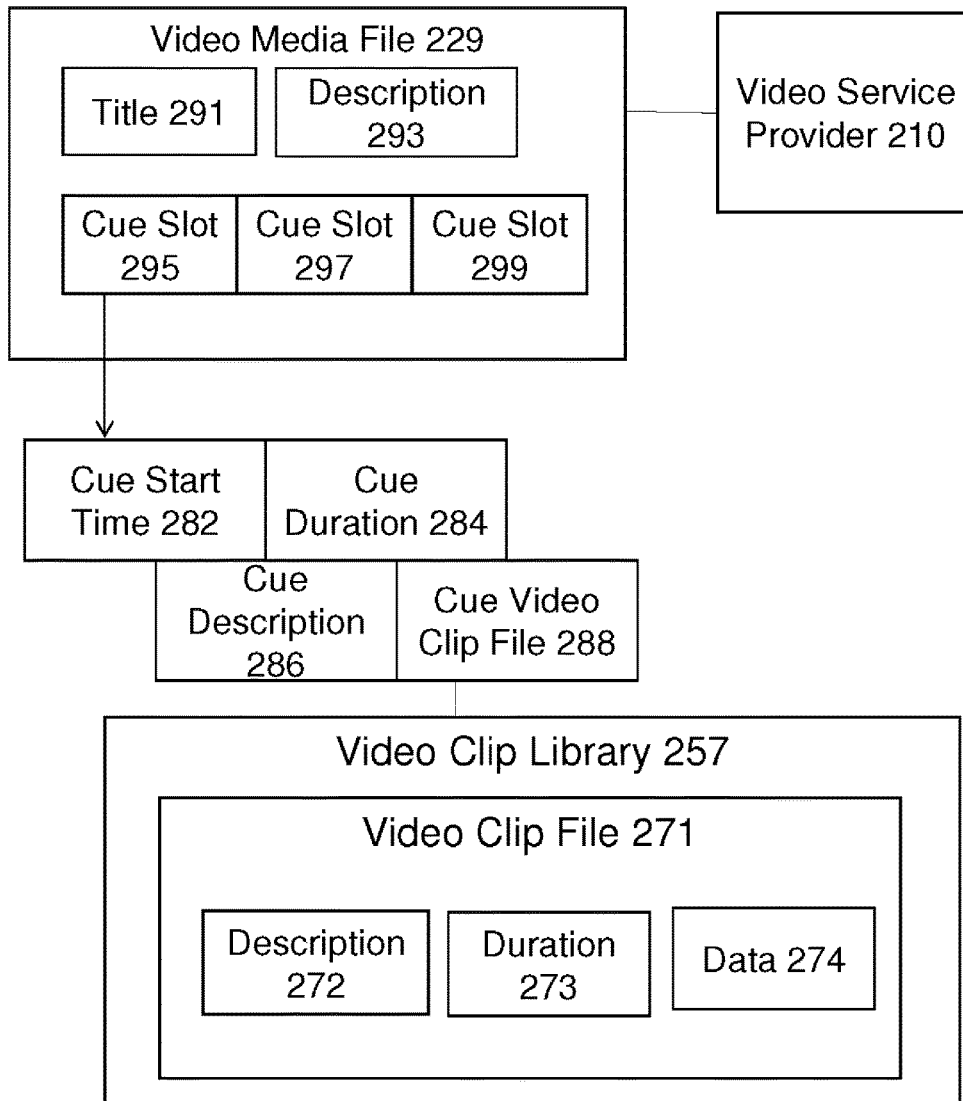 Video Media File 229
Title 291
Description
293
Video Service
Provider 210
Cue Slot
295
Cue Slot
297
Cue Slot
299
Cue Start
Time 282
Cue
Duration 284
Cue
Description
286
Cue Video
Clip File 288
Video Clip Library 257
Video Clip File 271
Description
272
Duration
273
Data 274